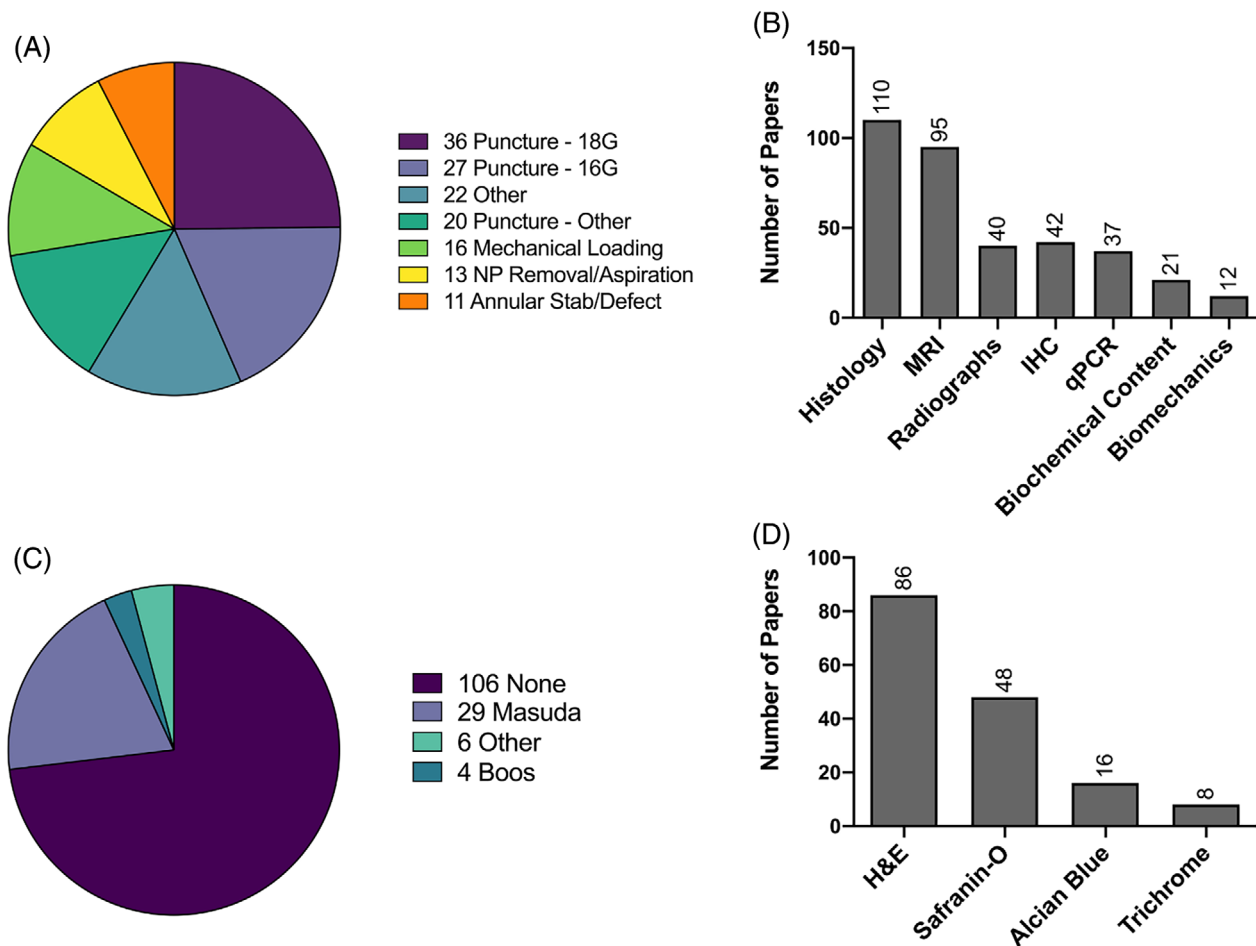 (A)
36 Puncture - 18G
27 Puncture - 16G
22 Other
20 Puncture - Other
16 Mechanical Loading
13 NP Removal/Aspiration
11 Annular Stab/Defect
(B)
Number of Papers
150
100
50
0
110
95
40
42
37
21
12
Histology
MRI
Radiographs
IHC
qPCR
Biochemical Content
Biomechanics
(C)
106 None
29 Masuda
6 Other
4 Boos
(D)
Number of Papers
100
80
60
40
20
0
86
48
16
8
H&E
Safranin-O
Alcian Blue
Trichrome